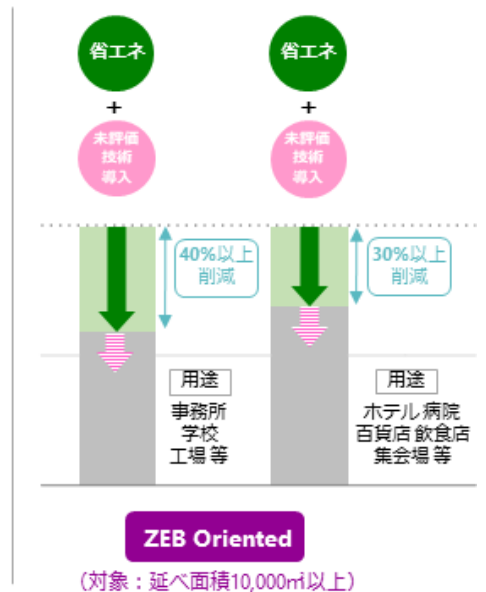 省エネ
+
未評価
技術
導入
省エネ
+
未評価
技術
導入
40%以上
削減
30%以上
削減
用途
事務所
学校
工場 等
用途
ホテル 病院
百貨店 飲食店
集会場 等
ZEB Oriented
（対象：延べ面積10,000㎡以上）